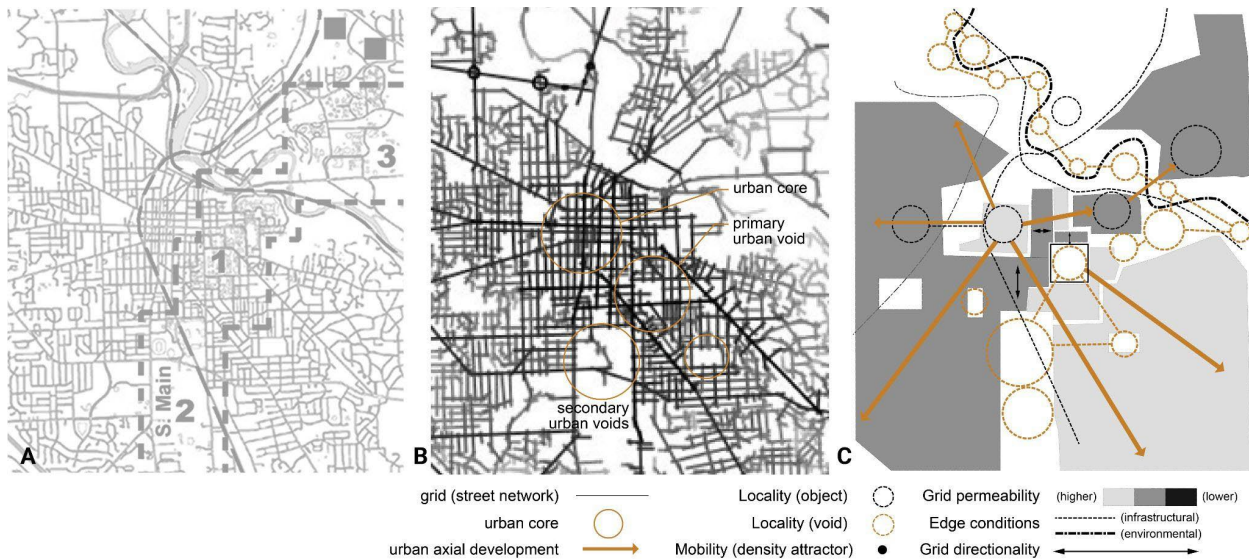 3
1
S. Main
2
A
urban core
primary
urban void
secondary
urban voids
B
C
grid (street network)
urban core
urban axial development
Locality (object)
Locality (void)
Mobility (density attractor)
Grid permeability (higher) (lower)
Edge conditions (infrastructural)
(environmental)
Grid directionality